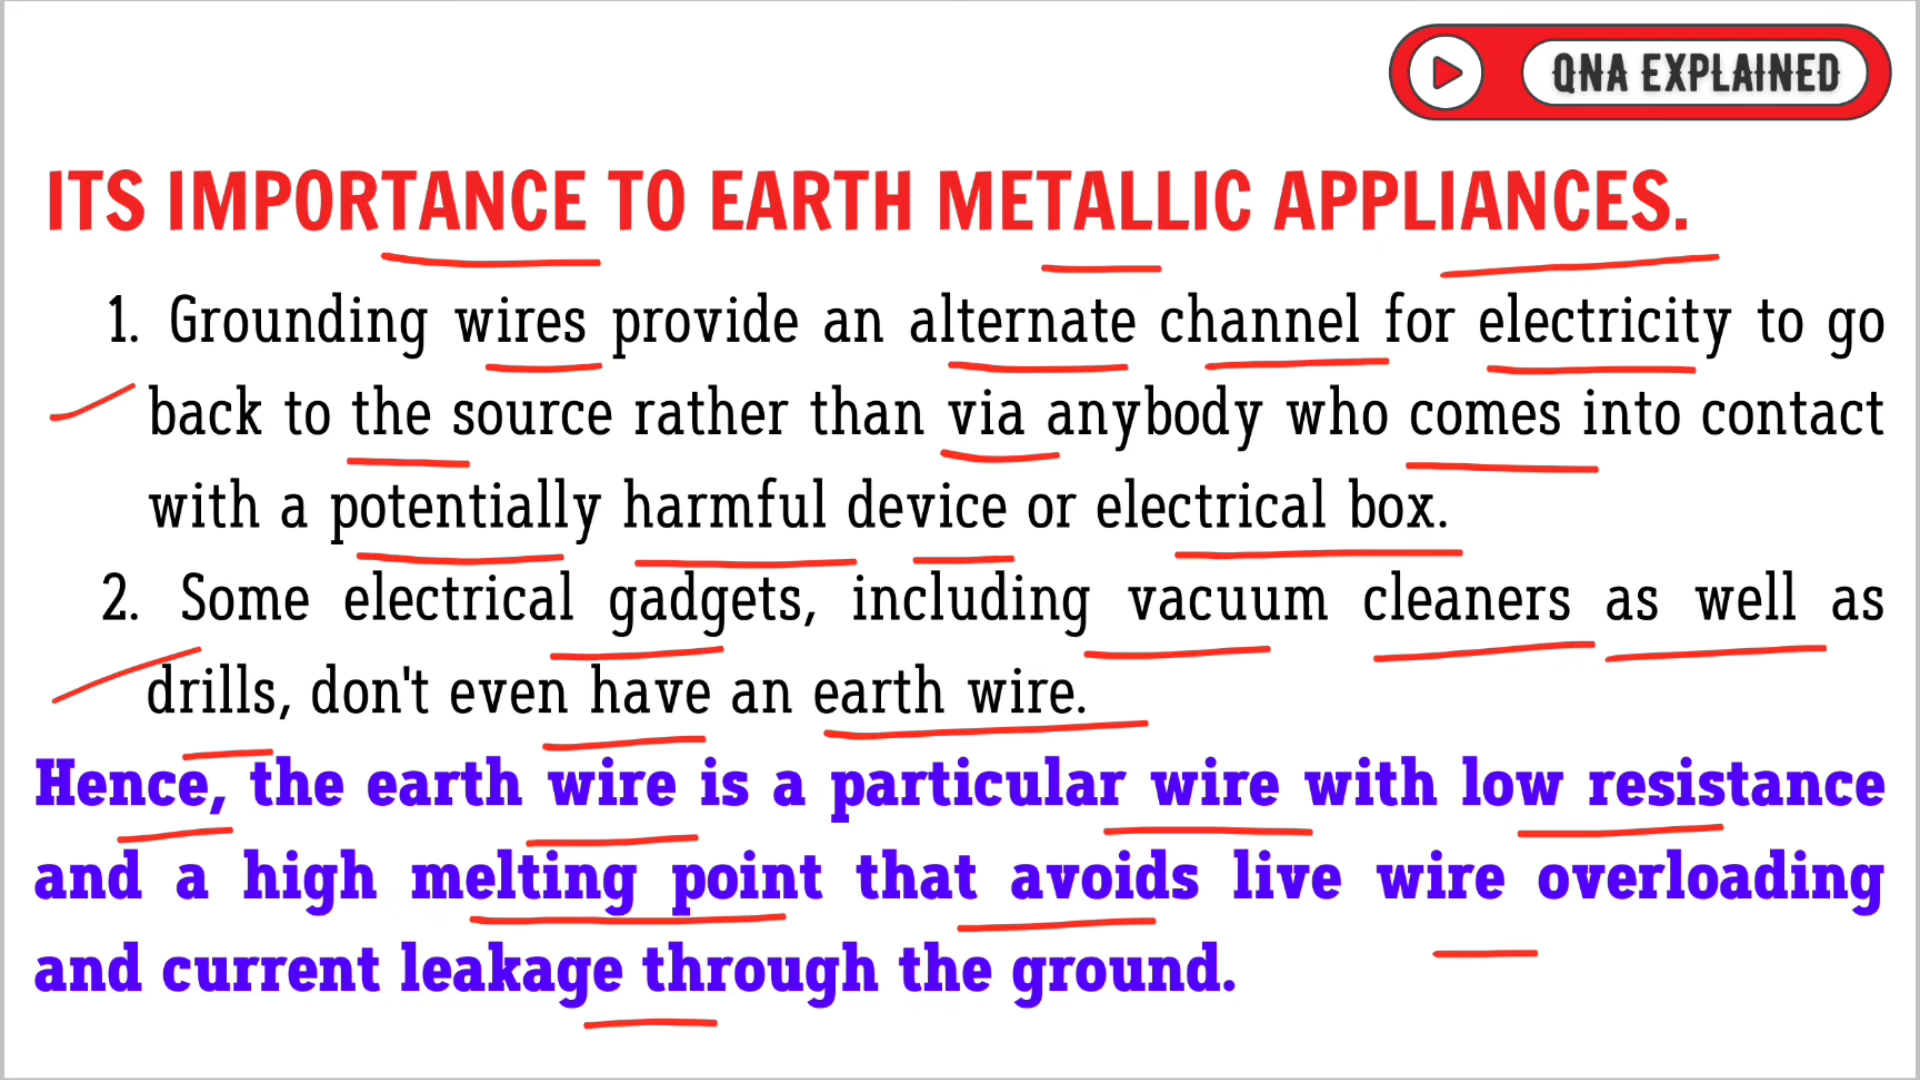 QNA EXPLAINED
ITS IMPORTANCE TO EARTH METALLIC APPLIANCES.
1. Grounding wires provide an alternate channel for electricity to go
back to the source rather than via anybody who comes into contact
with a potentially harmful device or electrical box.
2. Some electrical gadgets, including vacuum cleaners as well as
drills, don't even have an earth wire.
Hence, the earth wire is a particular wire with low resistance
and a high melting point that avoids live wire overloading
and current leakage through the ground.